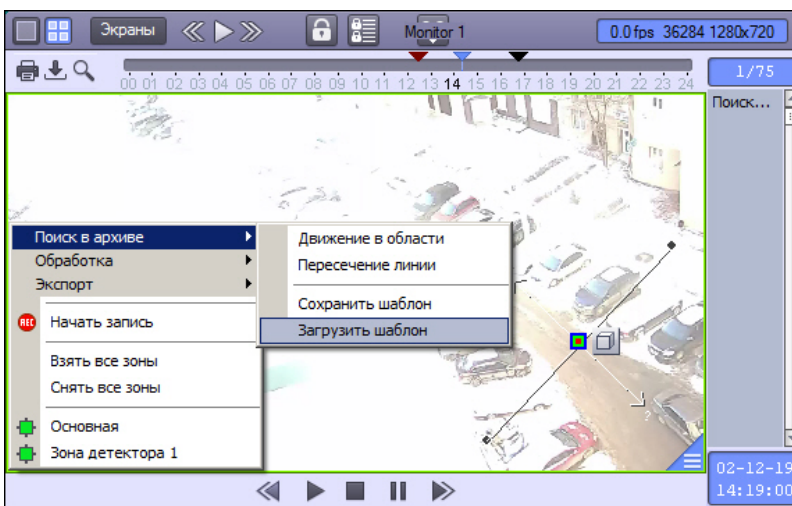 Экраны
Monitor 1
0.0 fps 36284 1280x720
1/75
00 01 02 03 04 05 06 07 08 09 10 11 12 13 14 15 16 17 18 19 20 21 22 23 24
Поиск...
Поиск в архиве
Обработка
Экспорт
REC Начать запись
Взять все зоны
Снять все зоны
Основная
Зона детектора 1
Движение в области
Пересечение линии
Сохранить шаблон
Загрузить шаблон
?
02-12-19
14:19:00